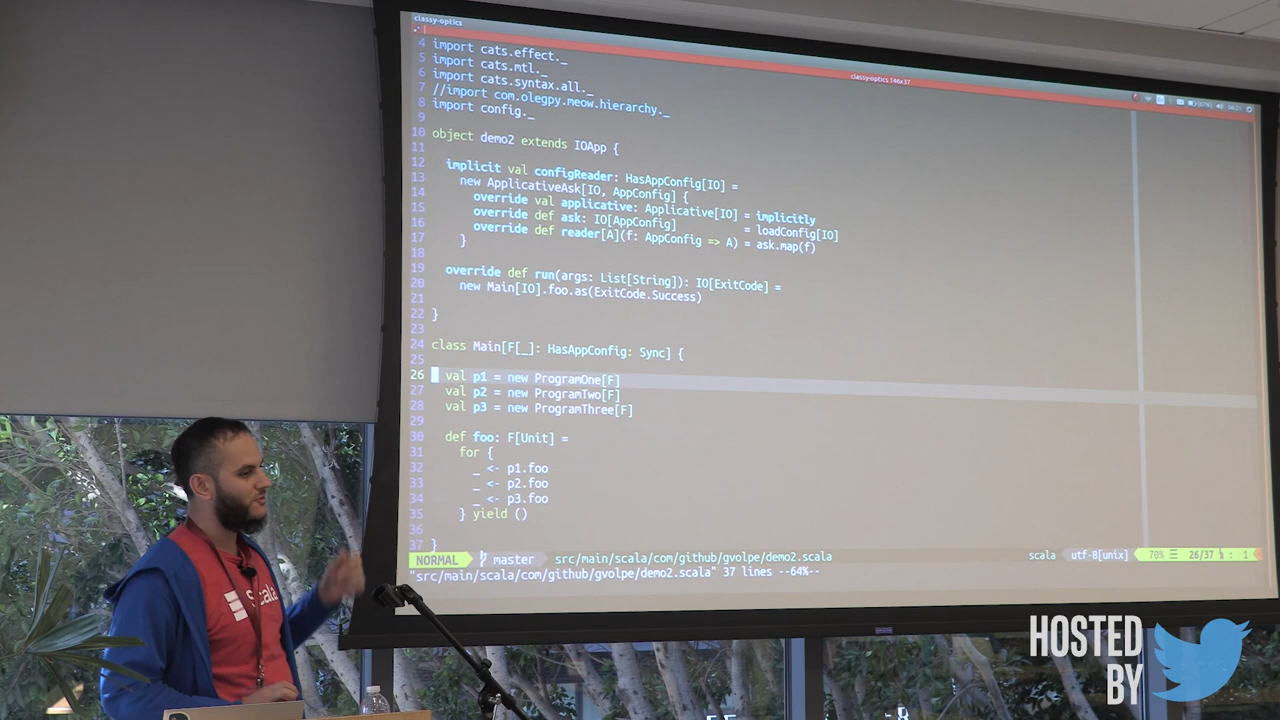 classy-optics
classy-optics 146x37
4 import cats.effect._
5 import cats.mtl._
6 import cats.syntax.all._
7 //import com.olegpy.meow.hierarchy._
8 import config._
9
10 object demo2 extends IOApp {
11
12 implicit val configReader: HasAppConfig[IO] =
13 new ApplicativeAsk[IO, AppConfig] {
14 override val applicative: Applicative[IO] = implicitly
15 override def ask: IO[AppConfig] = loadConfig[IO]
16 override def reader[A](f: AppConfig => A) = ask.map(f)
17 }
18
19 override def run(args: List[String]): IO[ExitCode] =
20 new Main[IO].foo.as(ExitCode.Success)
21
22 }
23
24 class Main[F[_]: HasAppConfig: Sync] {
25
26 val p1 = new ProgramOne[F]
27 val p2 = new ProgramTwo[F]
28 val p3 = new ProgramThree[F]
29
30 def foo: F[Unit] =
31 for {
32 _ <- p1.foo
33 _ <- p2.foo
34 _ <- p3.foo
35 } yield ()
36
37 }
NORMAL master src/main/scala/com/github/gvolpe/demo2.scala scala utf-8[unix] 70% ☰ 26/37 : 1
"src/main/scala/com/github/gvolpe/demo2.scala" 37 lines --64%--
Scala
HOSTED
BY